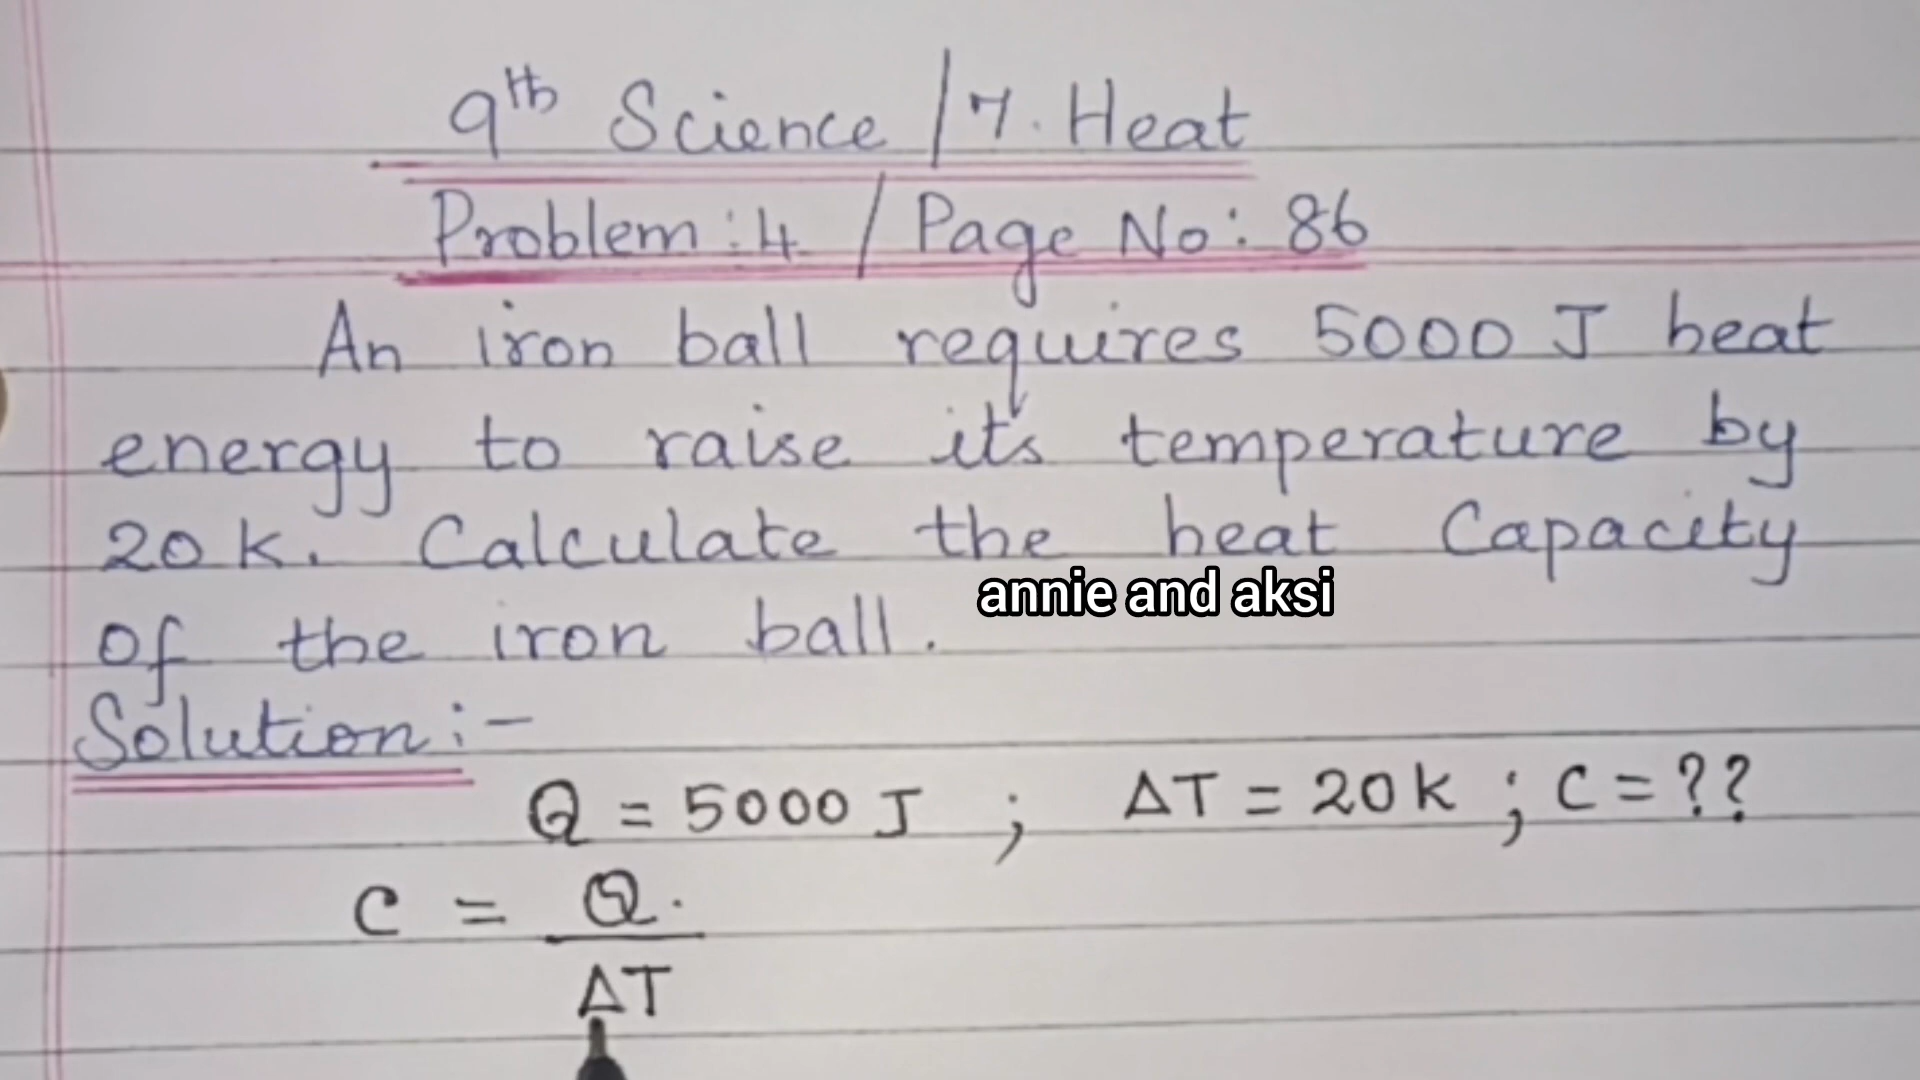 9th Science / 7. Heat
Problem : 4 / Page No : 86
An iron ball requires 5000 J heat
energy to raise it's temperature by
20 K. Calculate the heat Capacity
annie and aksi
of the iron ball.
Solution :-
Q = 5000 J ; ΔT = 20 K ; C = ??
C = Q.
ΔT